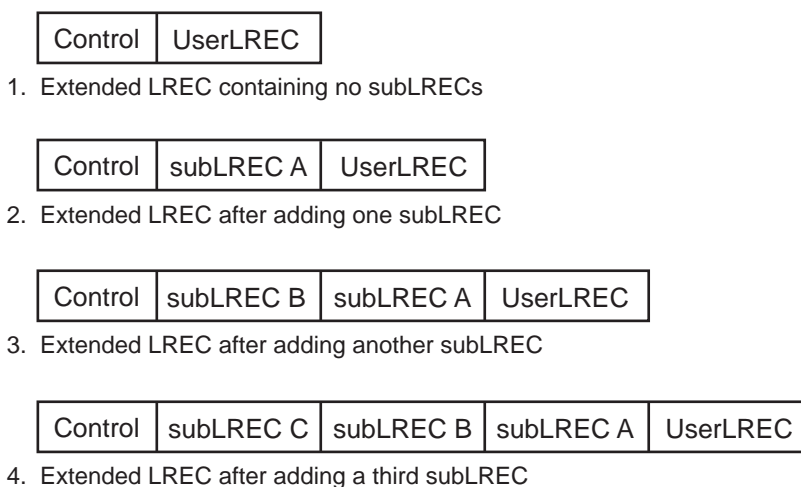 Control UserLREC
1. Extended LREC containing no subLRECs
Control subLREC A UserLREC
2. Extended LREC after adding one subLREC
Control subLREC B subLREC A UserLREC
3. Extended LREC after adding another subLREC
Control subLREC C subLREC B subLREC A UserLREC
4. Extended LREC after adding a third subLREC